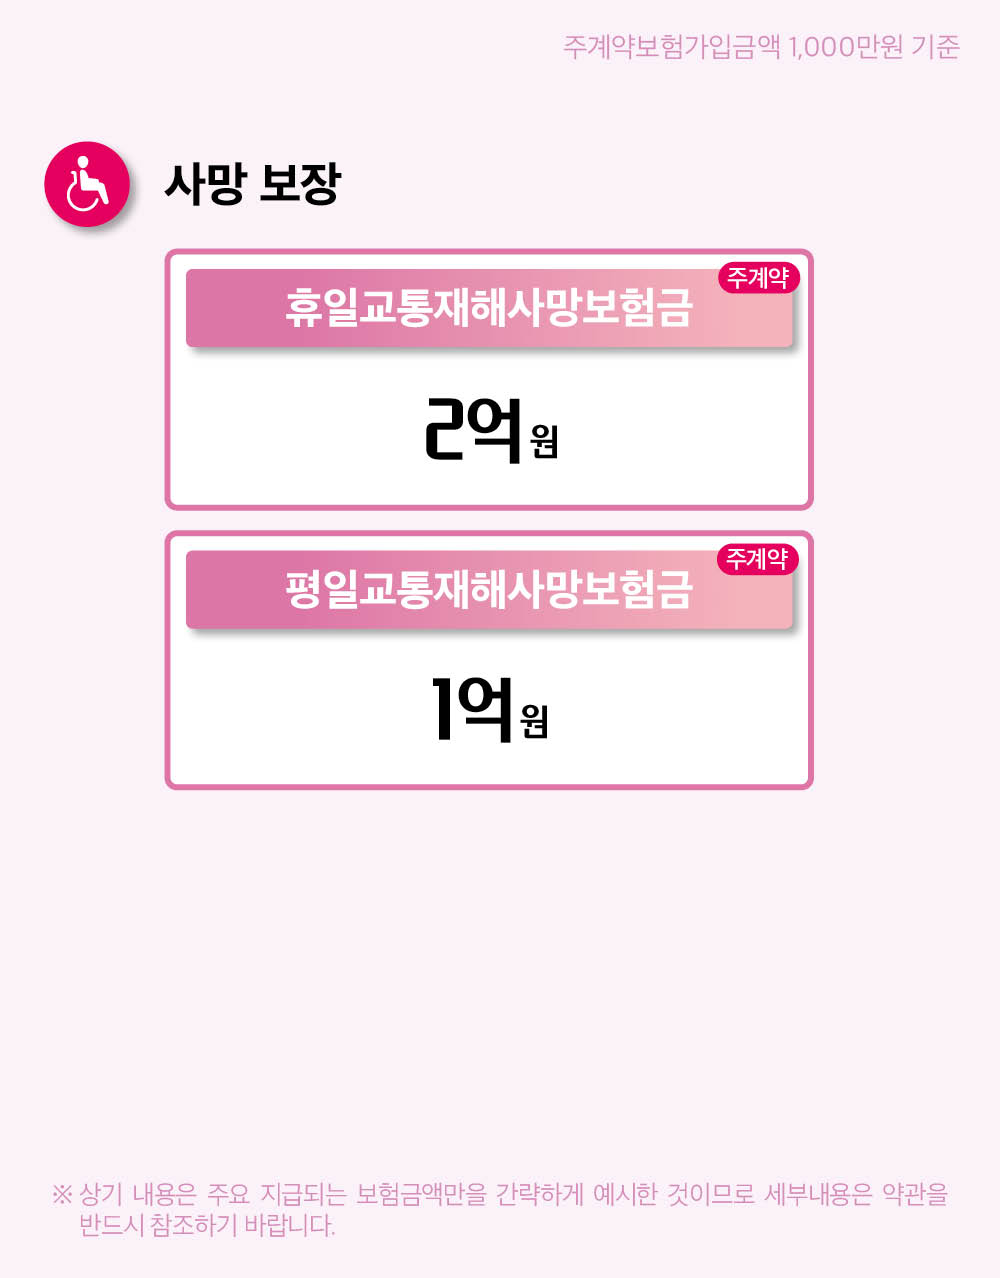 주계약보험가입금액 1,000만원 기준
사망 보장
주계약
휴일교통재해사망보험금
2억원
주계약
평일교통재해사망보험금
1억원
※ 상기 내용은 주요 지급되는 보험금액만을 간략하게 예시한 것이므로 세부내용은 약관을
반드시 참조하기 바랍니다.